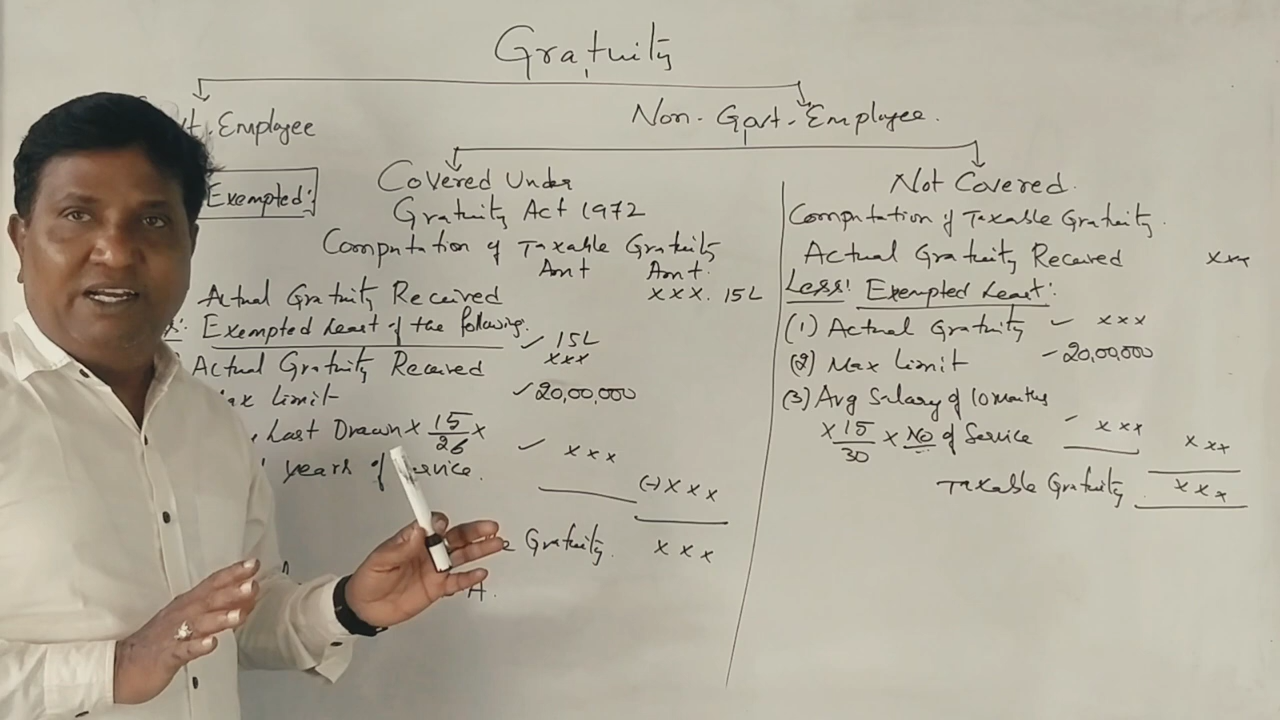 Gratuity
Employee
Non-Govt. Employee.
Exempted:
Covered Under
Gratuity Act 1972
Computation of Taxable Gratuity
Amt Amt.
Actual Gratuity Received xxx. 15L
Exempted Least of the following.
15L
Actual Gratuity Received xxx
Limit ✓20,00,000
Last Drawn × 15/26 ×
years of ✓ xxx
(-) xxx
Gratuity. xxx
A.
Not Covered.
Computation of Taxable Gratuity.
Actual Gratuity Received xxx
Less: Exempted Least:
(1) Actual Gratuity ✓ xxx
(2) Max Limit -20,00,000
(3) Avg Salary of 10 months
× 15/30 × No of Service ✓ xxx xxx
Taxable Gratuity xxx